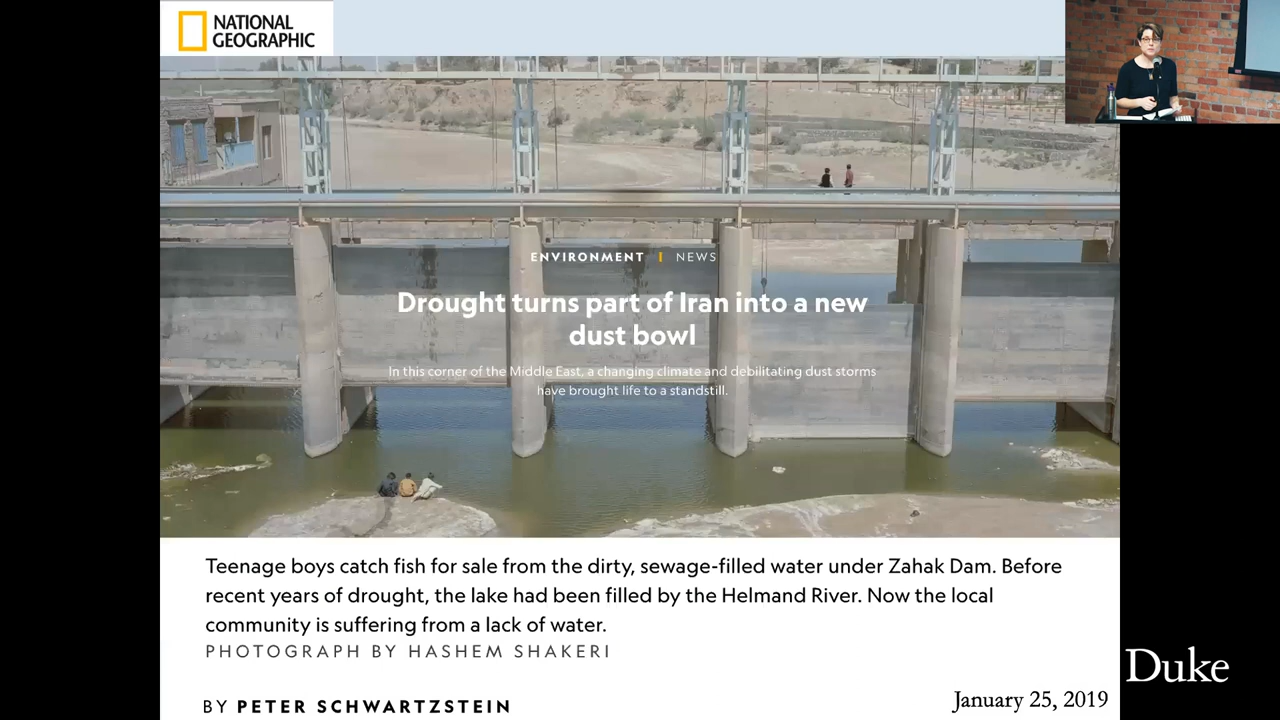 NATIONAL
GEOGRAPHIC
ENVIRONMENT | NEWS
Drought turns part of Iran into a new
dust bowl
In this corner of the Middle East, a changing climate and debilitating dust storms
have brought life to a standstill.
Teenage boys catch fish for sale from the dirty, sewage-filled water under Zahak Dam. Before
recent years of drought, the lake had been filled by the Helmand River. Now the local
community is suffering from a lack of water.
PHOTOGRAPH BY HASHEM SHAKERI
BY PETER SCHWARTZSTEIN
January 25, 2019
Duke